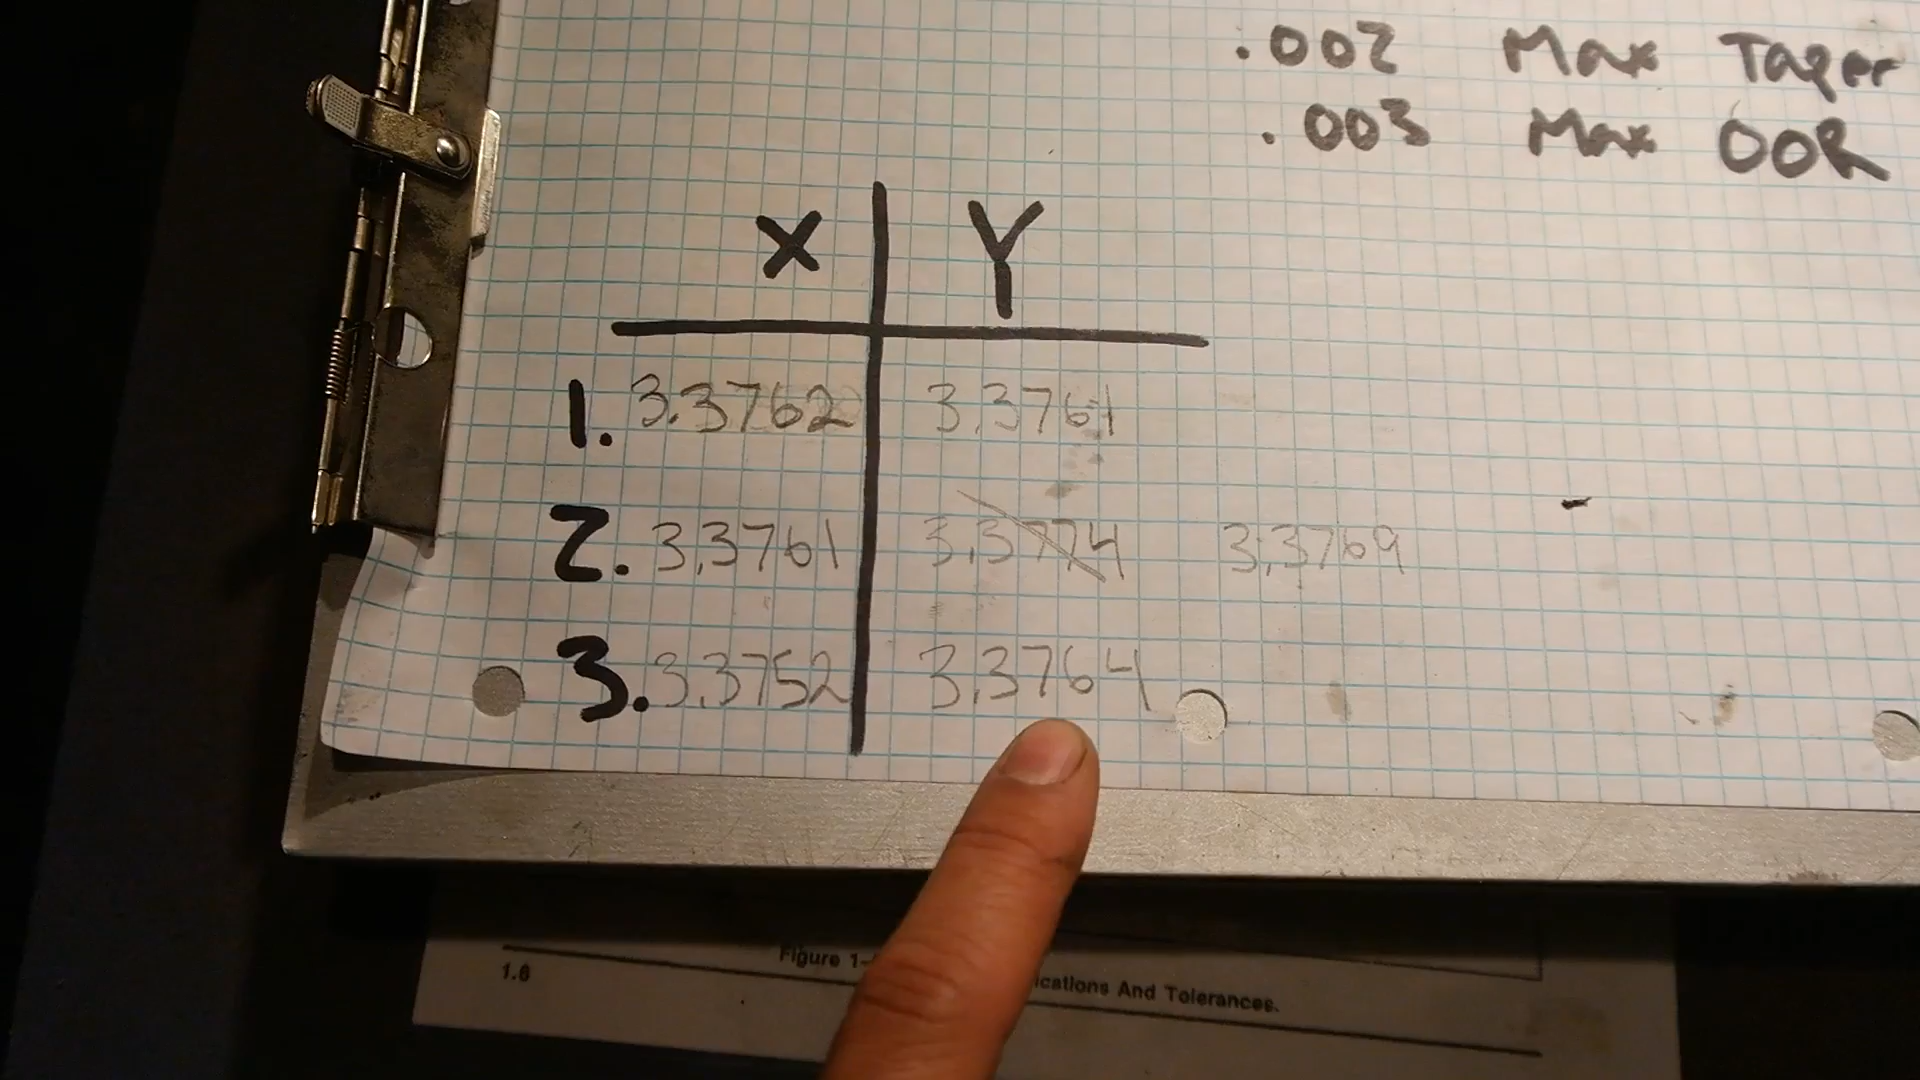 .002 Max Taper
.003 Max OOR
X Y
1. 3.3762 3.3761
2. 3.3761 3.3774 3.3769
3. 3.3752 3.3764
Figure 1- ications And Tolerances.
1.6